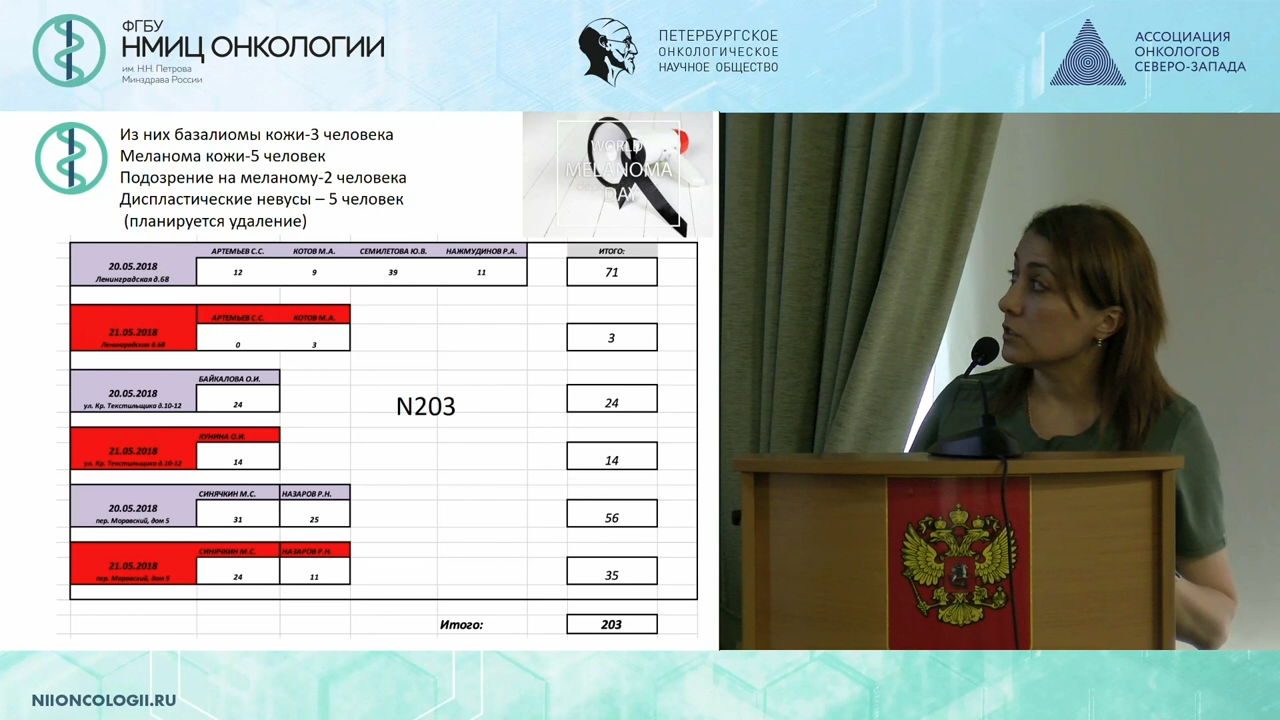 ФГБУ
НМИЦ ОНКОЛОГИИ
им. Н.Н. Петрова
Минздрава России
ПЕТЕРБУРГСКОЕ
ОНКОЛОГИЧЕСКОЕ
НАУЧНОЕ ОБЩЕСТВО
АССОЦИАЦИЯ
ОНКОЛОГОВ
СЕВЕРО-ЗАПАДА
Из них базалиомы кожи-3 человека
Меланома кожи-5 человек
Подозрение на меланому-2 человека
Диспластические невусы – 5 человек
(планируется удаление)
WORLD
MELANOMA
DAY
АРТЕМЬЕВ С.С. КОТОВ М.А. СЕМИЛЕТОВА Ю.В. НАЖМУДИНОВ Р.А. ИТОГО:
20.05.2018
Ленинградская д.68
12 9 39 11 71
АРТЕМЬЕВ С.С. КОТОВ М.А.
21.05.2018
Ленинградская д.68
0 3 3
БАЙКАЛОВА О.И.
20.05.2018
ул. Кр. Текстильщика д.10-12
24 24
N203
КУНИНА О.И.
21.05.2018
ул. Кр. Текстильщика д.10-12
14 14
СИНЯЧКИН М.С. НАЗАРОВ Р.Н.
20.05.2018
пер. Моравский, дом 5
31 25 56
СИНЯЧКИН М.С. НАЗАРОВ Р.Н.
21.05.2018
пер. Моравский, дом 5
24 11 35
Итого: 203
NIIONCOLOGII.RU